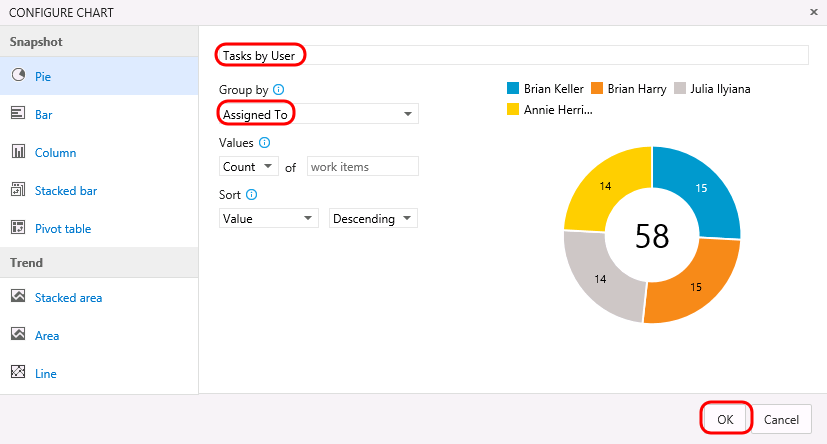 CONFIGURE CHART
×
Snapshot
Pie
Bar
Column
Stacked bar
Pivot table
Trend
Stacked area
Area
Line
Tasks by User
Group by
Assigned To
Values
Count of work items
Sort
Value Descending
Brian Keller Brian Harry Julia Ilyiana
Annie Herri...
14 15
58
14 15
OK Cancel